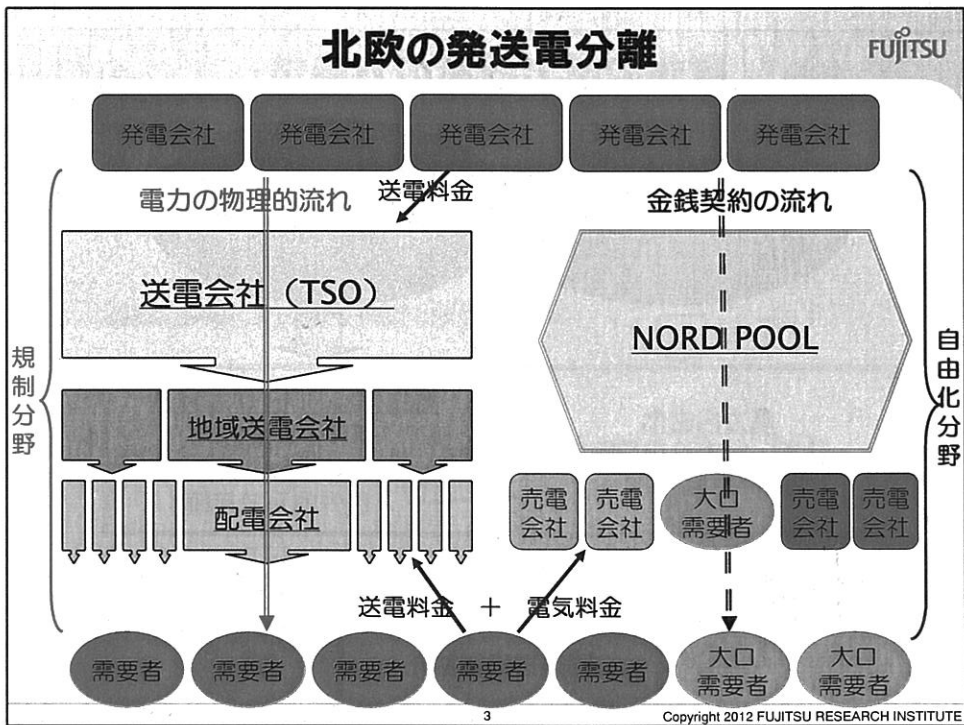 北欧の発送電分離
FUJITSU
発電会社
発電会社
発電会社
発電会社
発電会社
電力の物理的流れ
送電料金
金銭契約の流れ
送電会社（TSO）
NORD POOL
規制分野
自由化分野
地域送電会社
配電会社
売電
会社
売電
会社
大口
需要者
売電
会社
売電
会社
送電料金 + 電気料金
需要者
需要者
需要者
需要者
需要者
大口
需要者
大口
需要者
3
Copyright 2012 FUJITSU RESEARCH INSTITUTE